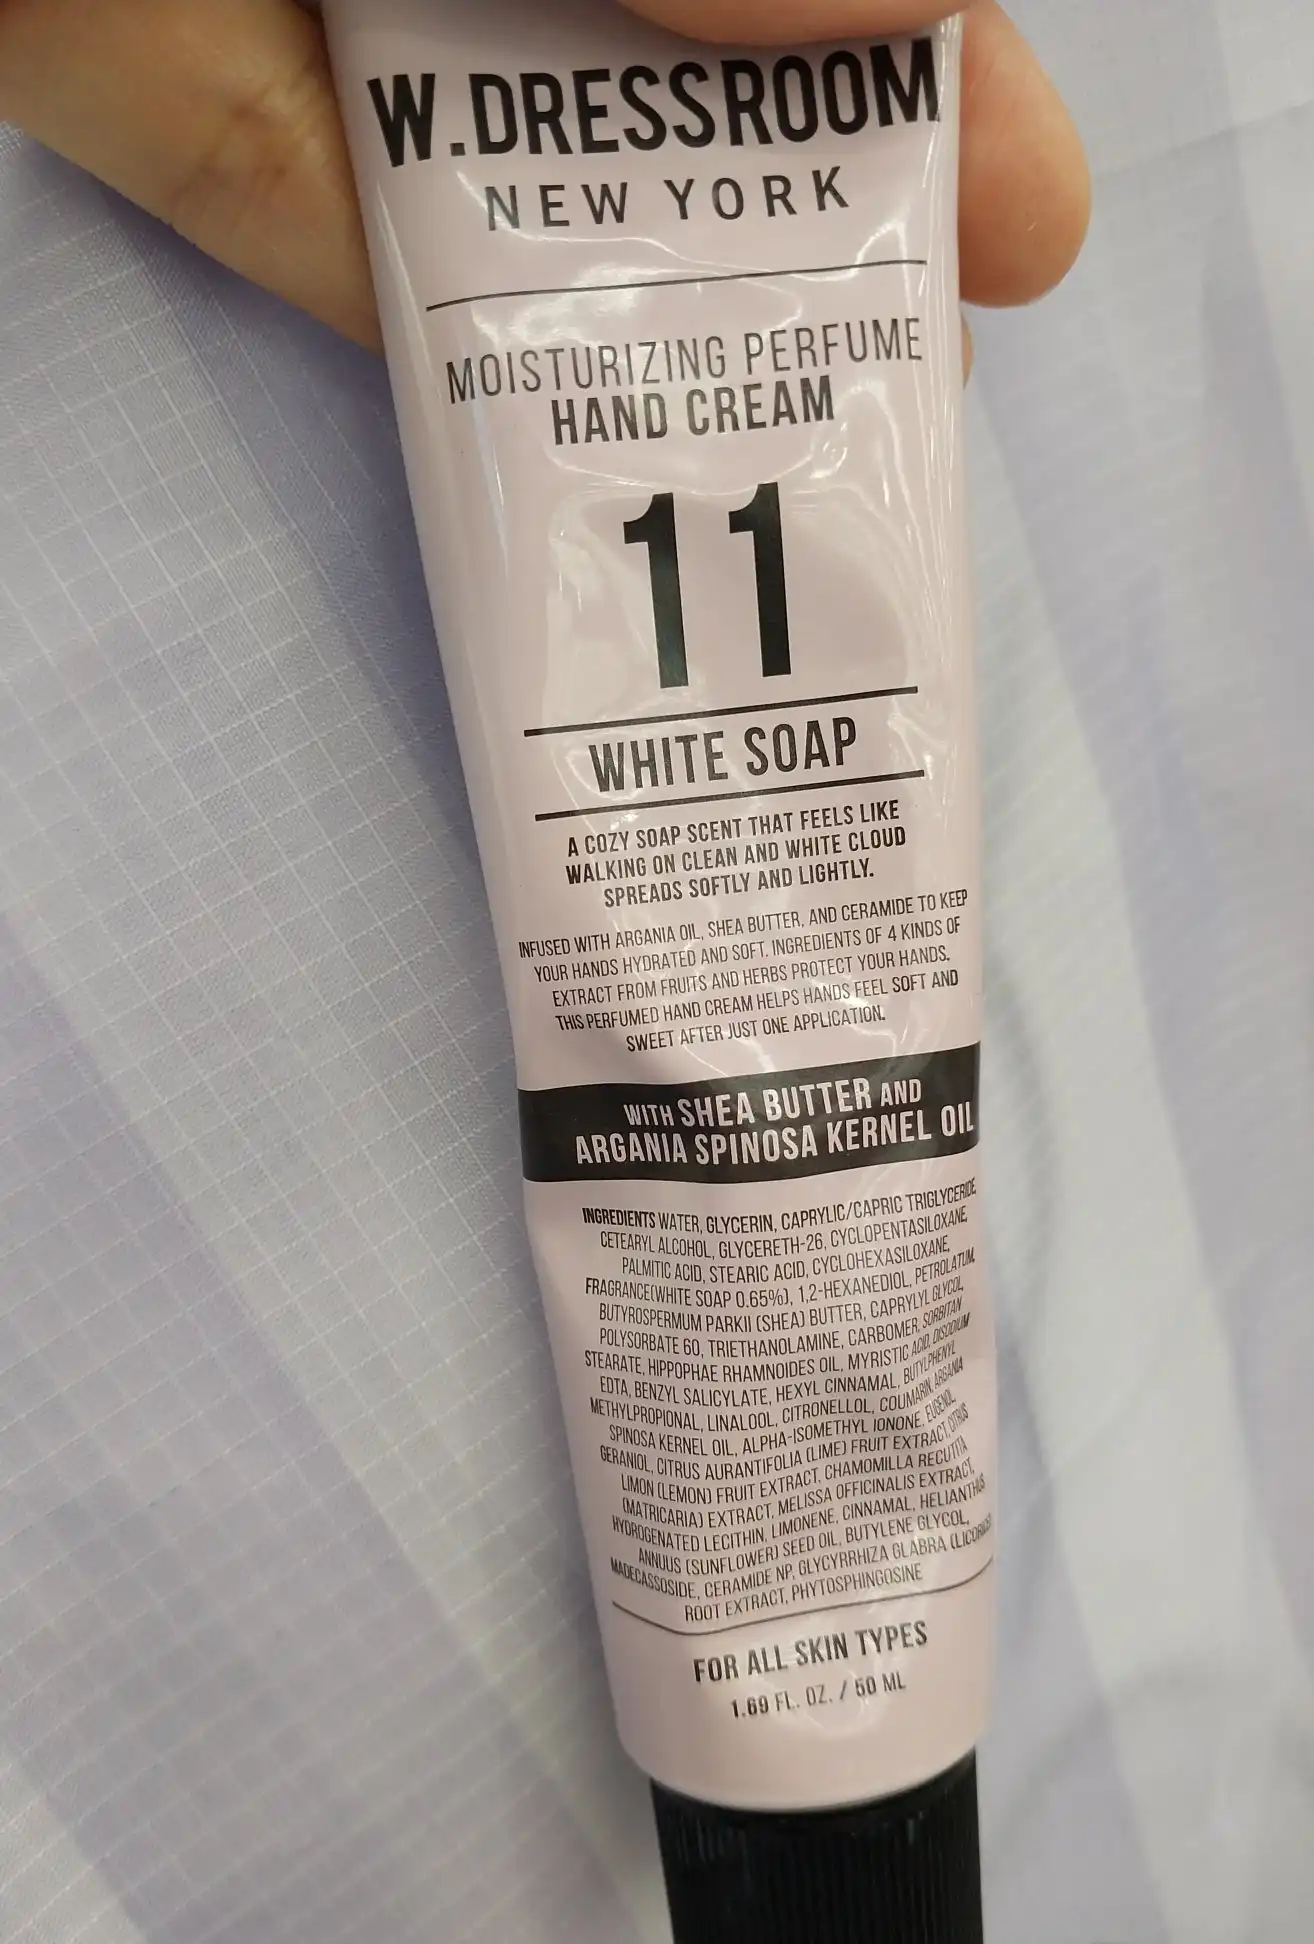 W.DRESSROOM
NEW YORK
MOISTURIZING PERFUME
HAND CREAM
11
WHITE SOAP
A COZY SOAP SCENT THAT FEELS LIKE
WALKING ON CLEAN AND WHITE CLOUD
SPREADS SOFTLY AND LIGHTLY.
INFUSED WITH ARGANIA OIL, SHEA BUTTER, AND CERAMIDE TO KEEP
YOUR HANDS HYDRATED AND SOFT. INGREDIENTS OF 4 KINDS OF
EXTRACT FROM FRUITS AND HERBS PROTECT YOUR HANDS.
THIS PERFUMED HAND CREAM HELPS HANDS FEEL SOFT AND
SWEET AFTER JUST ONE APPLICATION.
WITH SHEA BUTTER AND
ARGANIA SPINOSA KERNEL OIL
INGREDIENTS WATER, GLYCERIN, CAPRYLIC/CAPRIC TRIGLYCERIDE,
CETEARYL ALCOHOL, GLYCERETH-26, CYCLOPENTASILOXANE,
PALMITIC ACID, STEARIC ACID, CYCLOHEXASILOXANE,
FRAGRANCE(WHITE SOAP 0.65%), 1,2-HEXANEDIOL, PETROLATUM,
BUTYROSPERMUM PARKII (SHEA) BUTTER, CAPRYLYL GLYCOL,
POLYSORBATE 60, TRIETHANOLAMINE, CARBOMER, SORBITAN
STEARATE, HIPPOPHAE RHAMNOIDES OIL, MYRISTIC ACID, DISODIUM
EDTA, BENZYL SALICYLATE, HEXYL CINNAMAL, BUTYLPHENYL
METHYLPROPIONAL, LINALOOL, CITRONELLOL, COUMARIN, ARGANIA
SPINOSA KERNEL OIL, ALPHA-ISOMETHYL IONONE, EUGENOL,
GERANIOL, CITRUS AURANTIFOLIA (LIME) FRUIT EXTRACT, CITRUS
LIMON (LEMON) FRUIT EXTRACT, CHAMOMILLA RECUTITA
(MATRICARIA) EXTRACT, MELISSA OFFICINALIS EXTRACT,
HYDROGENATED LECITHIN, LIMONENE, CINNAMAL, HELIANTHUS
ANNUUS (SUNFLOWER) SEED OIL, BUTYLENE GLYCOL,
MADECASSOSIDE, CERAMIDE NP, GLYCYRRHIZA GLABRA (LICORICE)
ROOT EXTRACT, PHYTOSPHINGOSINE
FOR ALL SKIN TYPES
1.69 FL. OZ. / 50 ML